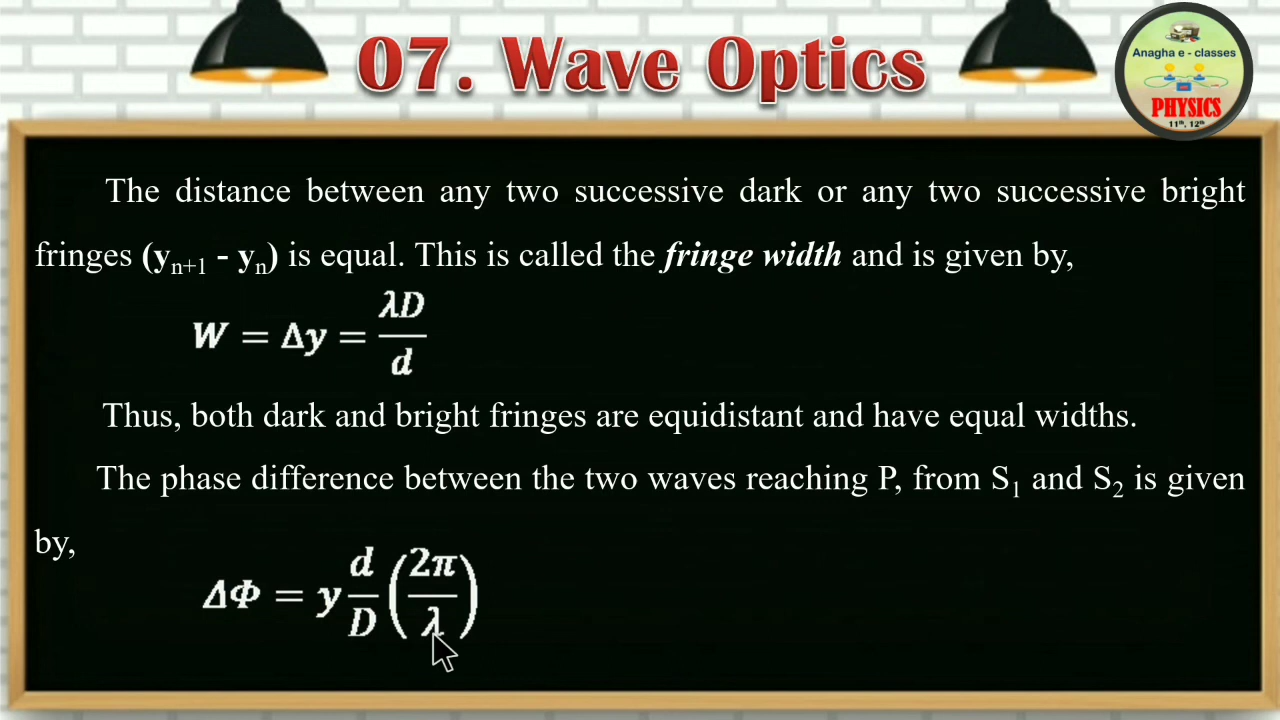 07. Wave Optics
Anagha e - classes
PHYSICS
11th, 12th
The distance between any two successive dark or any two successive bright
fringes (yn+1 - yn) is equal. This is called the fringe width and is given by,
W = Δy = λD/d
Thus, both dark and bright fringes are equidistant and have equal widths.
The phase difference between the two waves reaching P, from S1 and S2 is given
by,
ΔΦ = y d/D (2π/λ)